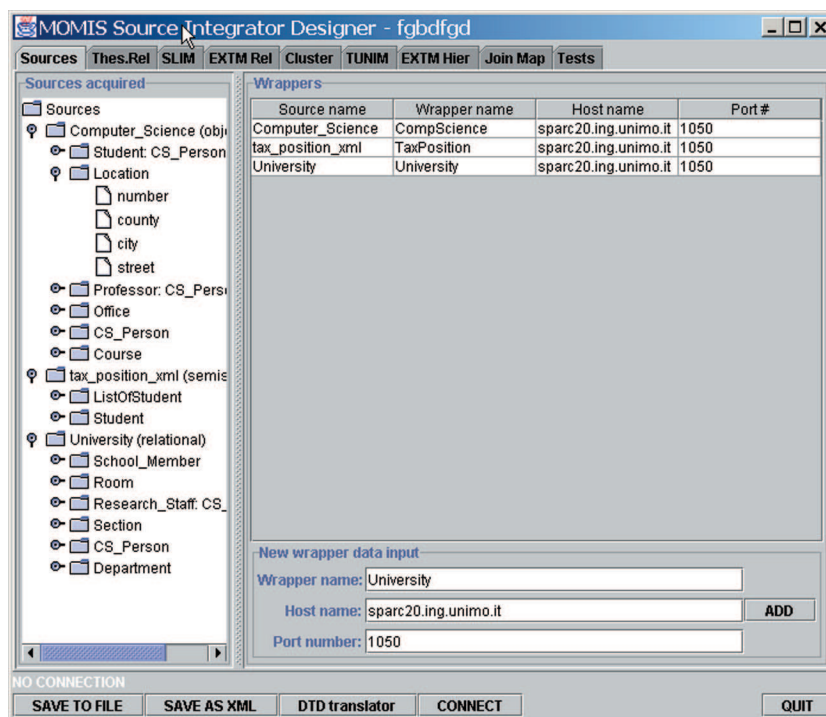 MOMIS Source Integrator Designer - fgbdfgd
Sources Thes.Rel SLIM EXTM Rel Cluster TUNIM EXTM Hier Join Map Tests
Sources acquired
Sources
Computer_Science (obj
Student: CS_Person
Location
number
county
city
street
Professor: CS_Pers
Office
CS_Person
Course
tax_position_xml (semis
ListOfStudent
Student
University (relational)
School_Member
Room
Research_Staff: CS_
Section
CS_Person
Department
Wrappers
Source name Wrapper name Host name Port #
Computer_Science CompScience sparc20.ing.unimo.it 1050
tax_position_xml TaxPosition sparc20.ing.unimo.it 1050
University University sparc20.ing.unimo.it 1050
New wrapper data input
Wrapper name: University
Host name: sparc20.ing.unimo.it ADD
Port number: 1050
NO CONNECTION
SAVE TO FILE SAVE AS XML DTD translator CONNECT QUIT